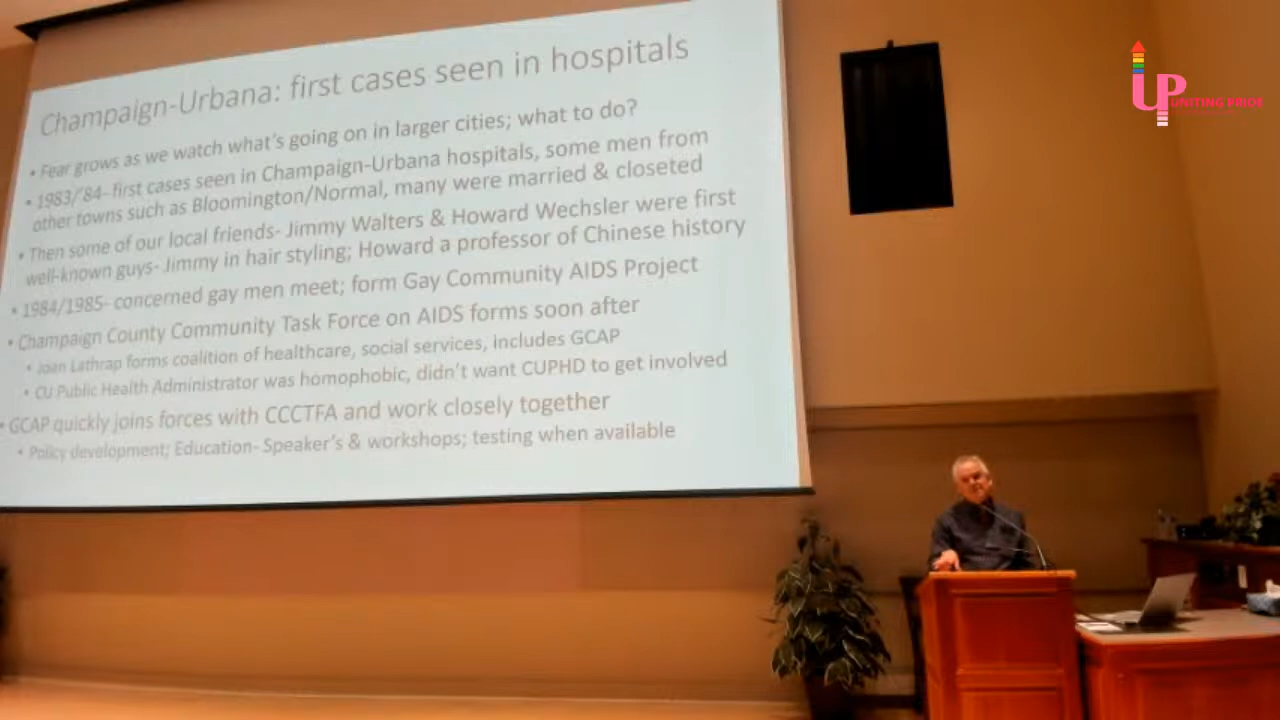 Champaign-Urbana: first cases seen in hospitals
• Fear grows as we watch what's going on in larger cities; what to do?
• 1983/'84- first cases seen in Champaign-Urbana hospitals, some men from
other towns such as Bloomington/Normal, many were married & closeted
• Then some of our local friends- Jimmy Walters & Howard Wechsler were first
well-known guys- Jimmy in hair styling; Howard a professor of Chinese history
• 1984/1985- concerned gay men meet; form Gay Community AIDS Project
• Champaign County Community Task Force on AIDS forms soon after
• Joan Lathrap forms coalition of healthcare, social services, includes GCAP
• CU Public Health Administrator was homophobic, didn't want CUPHD to get involved
• GCAP quickly joins forces with CCCTFA and work closely together
• Policy development; Education- Speaker's & workshops; testing when available
UP
UNITING PRIDE